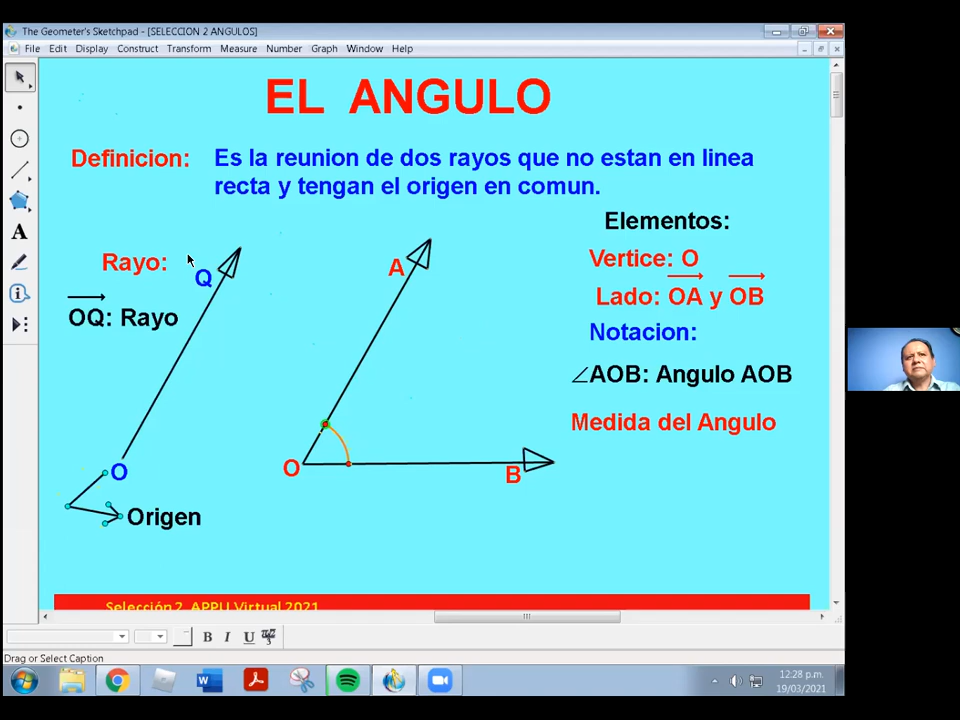 The Geometer's Sketchpad - [SELECCION 2 ANGULOS]
File Edit Display Construct Transform Measure Number Graph Window Help
EL ANGULO
Definicion: Es la reunion de dos rayos que no estan en linea
recta y tengan el origen en comun.
Elementos:
Rayo:
Q
A
Vertice: O
Lado: OA y OB
OQ: Rayo
Notacion:
∠AOB: Angulo AOB
Medida del Angulo
O
O
B
Origen
Selección 2 APPU Virtual 2021
B I U
Drag or Select Caption
12:28 p.m.
19/03/2021